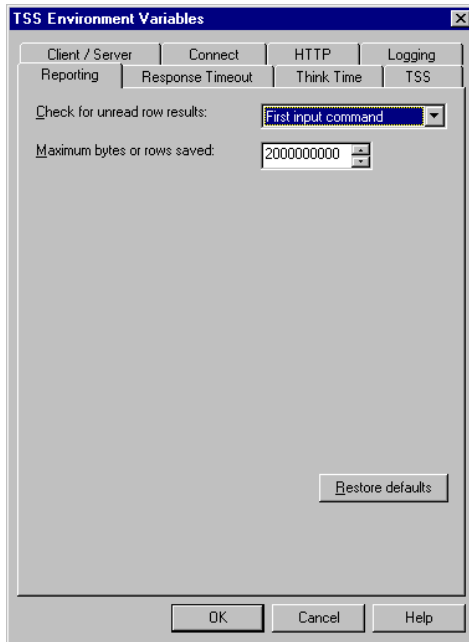 TSS Environment Variables
Client / Server Connect HTTP Logging
Reporting Response Timeout Think Time TSS
Check for unread row results: First input command
Maximum bytes or rows saved: 2000000000
Restore defaults
OK Cancel Help